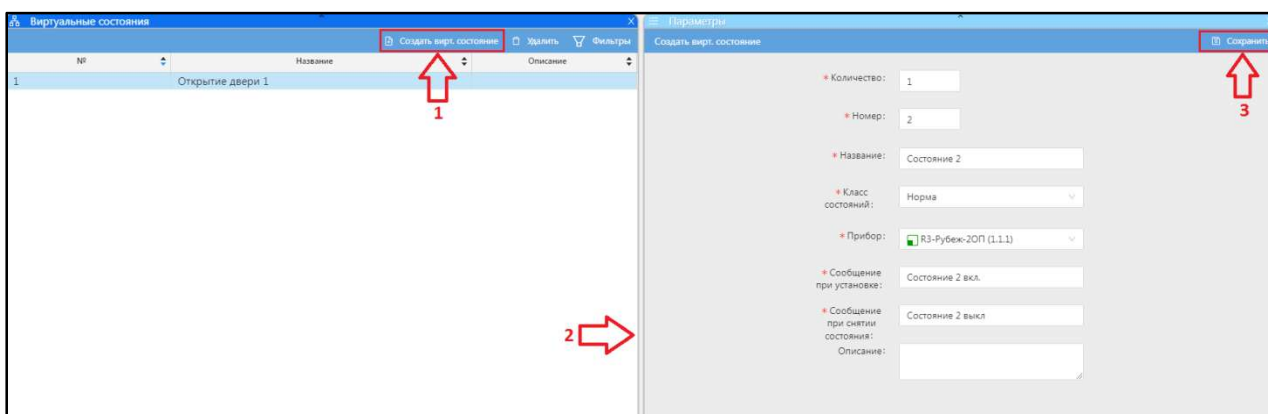 Виртуальные состояния
Создать вирт. состояние Удалить Фильтры
№ Название Описание
1 Открытие двери 1
1
Параметры
Создать вирт. состояние Сохранить
3
* Количество: 1
* Номер: 2
* Название: Состояние 2
* Класс
состояний: Норма
* Прибор: R3-Рубеж-2ОП (1.1.1)
* Сообщение
при установке: Состояние 2 вкл.
2
* Сообщение
при снятии
состояния: Состояние 2 выкл
Описание: